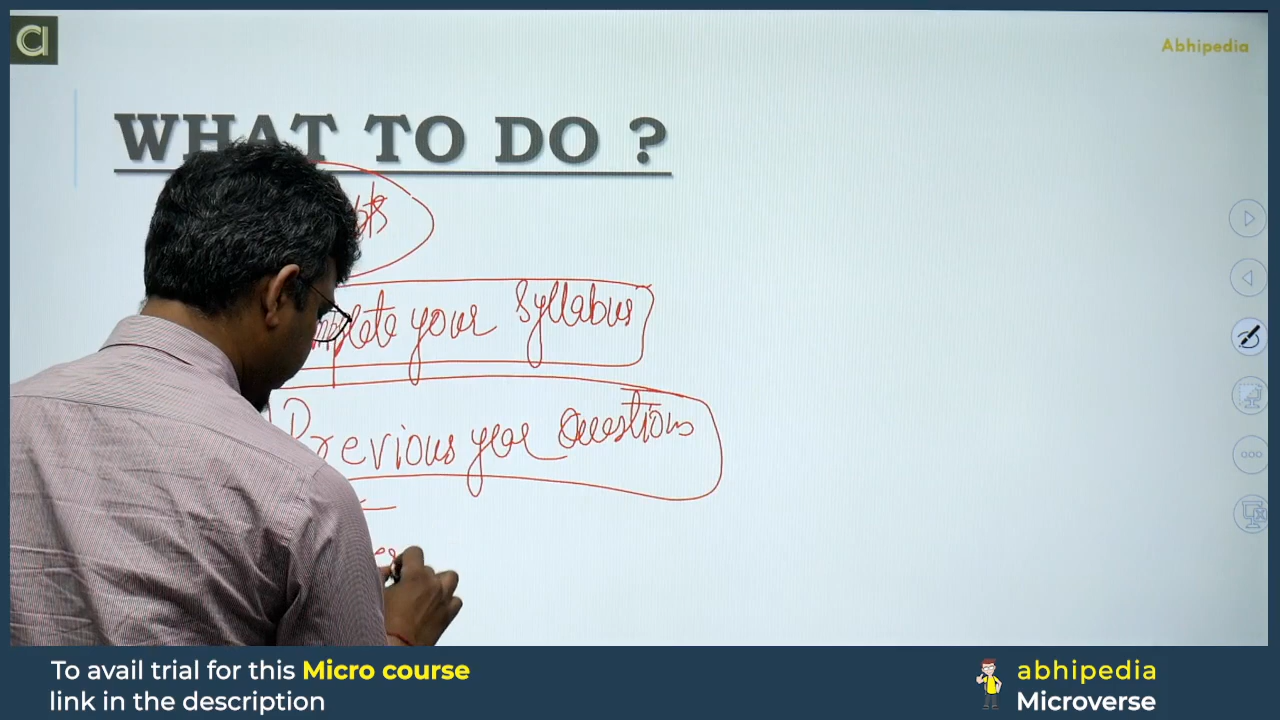 Abhipedia
WHAT TO DO ?
your Syllabus
Previous year Questions
To avail trial for this Micro course
link in the description
abhipedia
Microverse